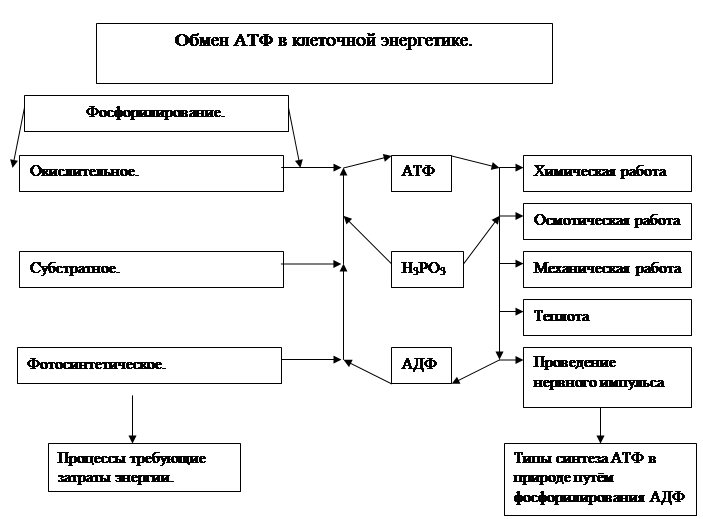 Обмен АТФ в клеточной энергетике.
Фосфорилирование.
Окислительное.
АТФ
Химическая работа
Осмотическая работа
Субстратное.
H3PO3
Механическая работа
Теплота
Фотосинтетическое.
АДФ
Проведение
нервного импульса
Процессы требующие
затраты энергии.
Типы синтеза АТФ в
природе путём
фосфорилирования АДФ